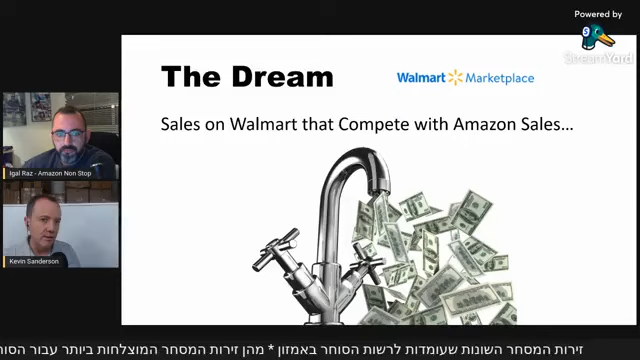 Powered by
StreamYard
The Dream
Walmart Marketplace
Sales on Walmart that Compete with Amazon Sales...
Igal Raz - Amazon Non Stop
Kevin Sanderson
זירות המסחר השונות שעומדות לרשות הסוחר באמזון * מהן זירות המסחר המוצלחות ביותר עבור הסוח